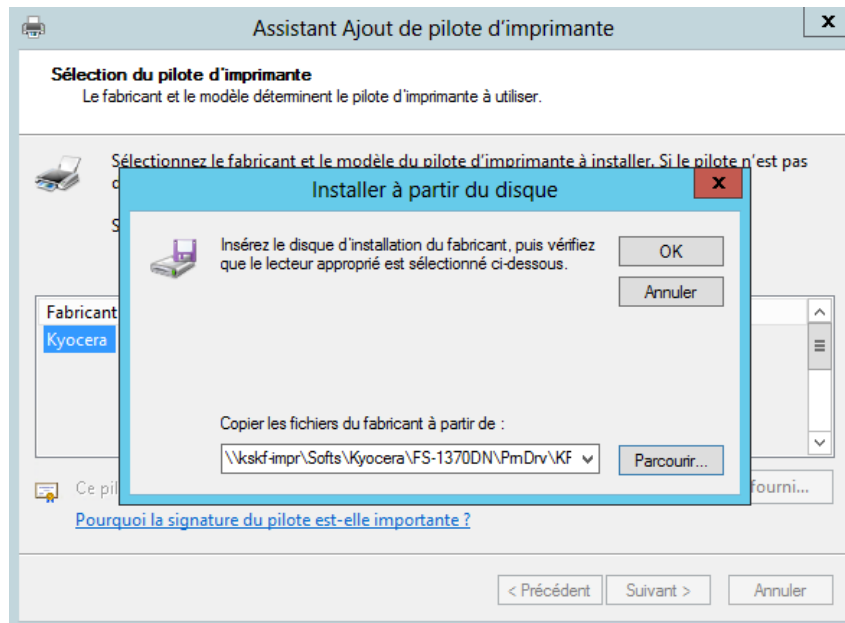 Assistant Ajout de pilote d'imprimante
x
Sélection du pilote d'imprimante
Le fabricant et le modèle déterminent le pilote d'imprimante à utiliser.
Sélectionnez le fabricant et le modèle du pilote d'imprimante à installer. Si le pilote n'est pas
d
S
Installer à partir du disque
x
Insérez le disque d'installation du fabricant, puis vérifiez
que le lecteur approprié est sélectionné ci-dessous.
OK
Annuler
Fabricant
Kyocera
Copier les fichiers du fabricant à partir de :
\\kskf-impr\Softs\Kyocera\FS-1370DN\PrnDrv\KF
Parcourir...
Ce pil
fourni...
Pourquoi la signature du pilote est-elle importante ?
< Précédent
Suivant >
Annuler